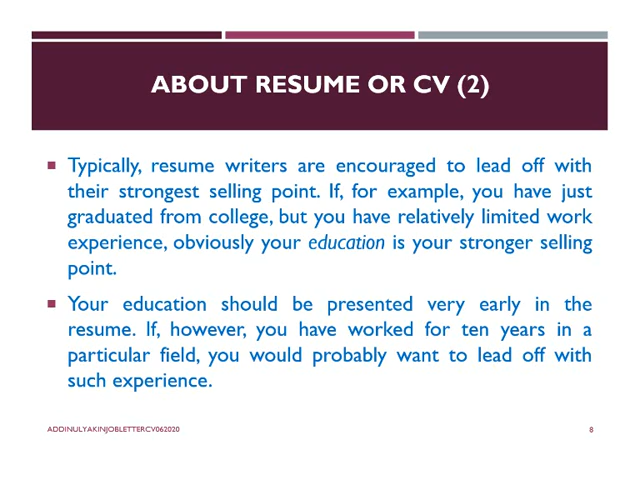 ABOUT RESUME OR CV (2)
Typically, resume writers are encouraged to lead off with
their strongest selling point. If, for example, you have just
graduated from college, but you have relatively limited work
experience, obviously your education is your stronger selling
point.
Your education should be presented very early in the
resume. If, however, you have worked for ten years in a
particular field, you would probably want to lead off with
such experience.
ADDINULYAKINJOBLETTERCV062020
8